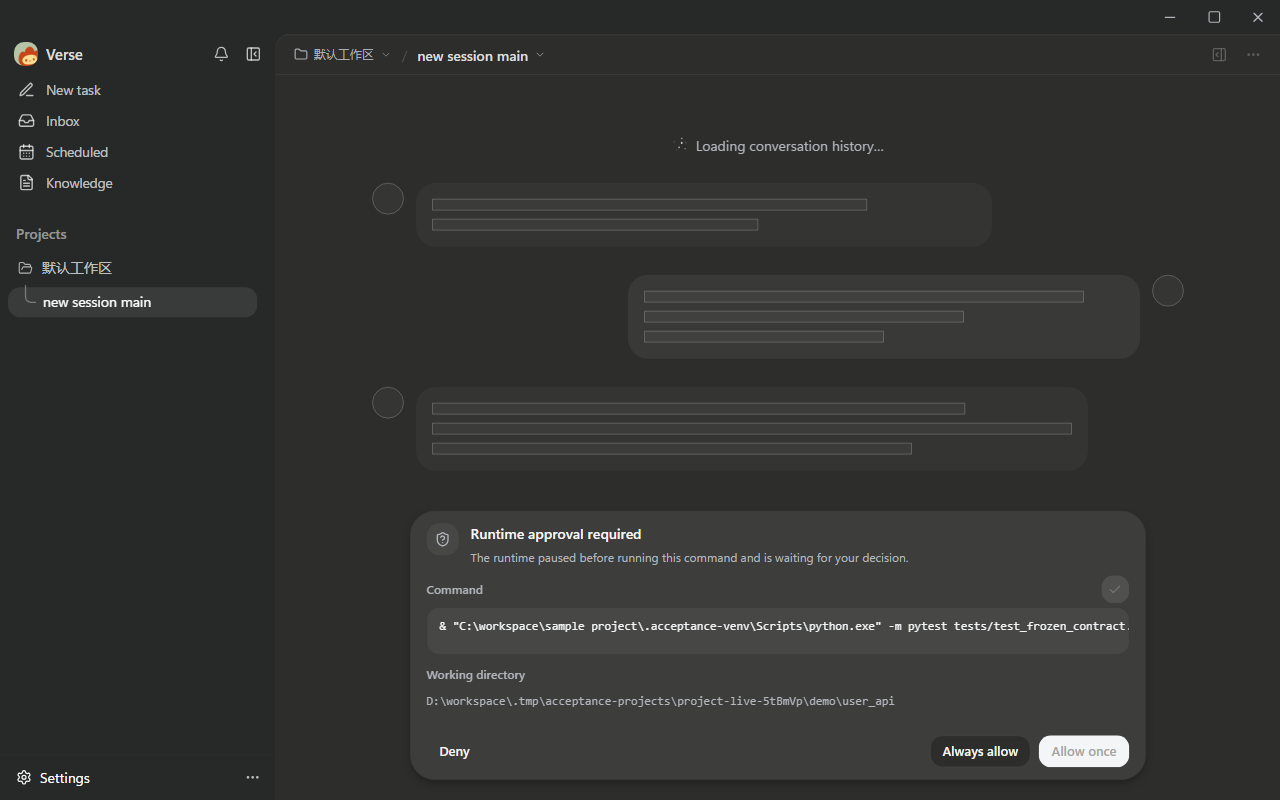 Verse
New task
Inbox
Scheduled
Knowledge
Projects
默认工作区
new session main
Settings
默认工作区 / new session main
Loading conversation history...
Runtime approval required
The runtime paused before running this command and is waiting for your decision.
Command
& "C:\workspace\sample project\.acceptance-venv\Scripts\python.exe" -m pytest tests/test_frozen_contract.
Working directory
D:\workspace\.tmp\acceptance-projects\project-live-5tBmVp\demo\user_api
Deny
Always allow
Allow once